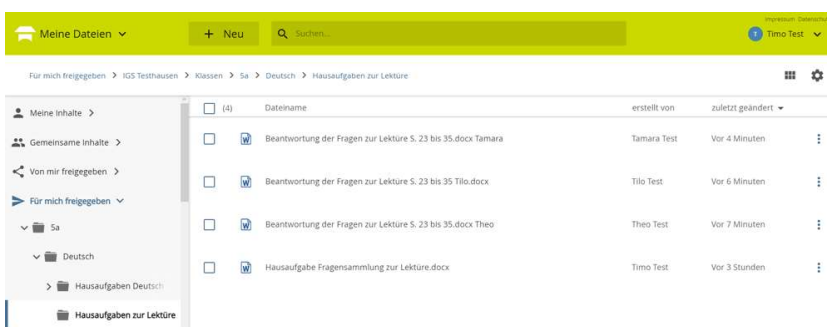 Impressum Datenschu
Meine Dateien
+ Neu
Suchen...
T Timo Test
Für mich freigegeben > IGS Testhausen > Klassen > 5a > Deutsch > Hausaufgaben zur Lektüre
Meine Inhalte >
Gemeinsame Inhalte >
Von mir freigegeben >
Für mich freigegeben
5a
Deutsch
> Hausaufgaben Deutsch
Hausaufgaben zur Lektüre
(4) Dateiname erstellt von zuletzt geändert
W Beantwortung der Fragen zur Lektüre S. 23 bis 35.docx Tamara Tamara Test Vor 4 Minuten
W Beantwortung der Fragen zur Lektüre S. 23 bis 35 Tilo.docx Tilo Test Vor 6 Minuten
W Beantwortung der Fragen zur Lektüre S. 23 bis 35.docx Theo Theo Test Vor 7 Minuten
W Hausaufgabe Fragensammlung zur Lektüre.docx Timo Test Vor 3 Stunden